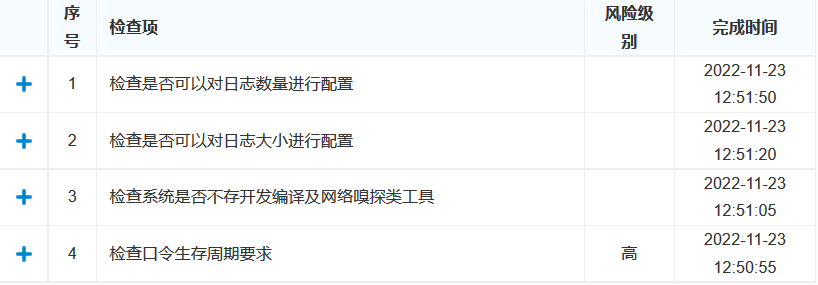 序号 检查项 风险级别 完成时间
1 检查是否可以对日志数量进行配置 2022-11-23 12:51:50
2 检查是否可以对日志大小进行配置 2022-11-23 12:51:20
3 检查系统是否不存开发编译及网络嗅探类工具 2022-11-23 12:51:05
4 检查口令生存周期要求 高 2022-11-23 12:50:55